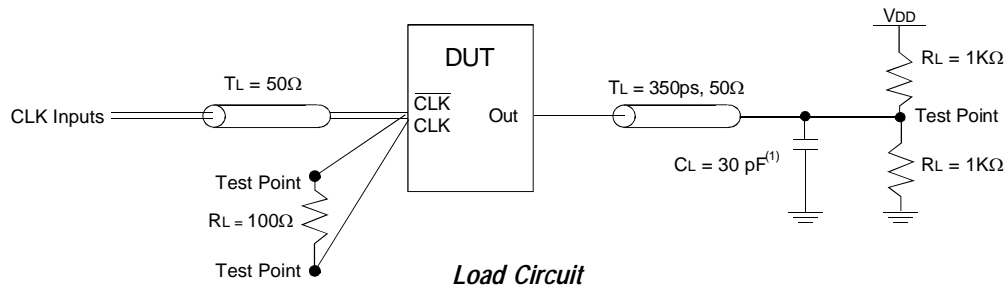 VDD
DUT
RL = 1KΩ
TL = 50Ω
TL = 350ps, 50Ω
CLK Inputs
CLK
CLK
Out
Test Point
CL = 30 pF(1)
RL = 1KΩ
Test Point
RL = 100Ω
Test Point
Load Circuit